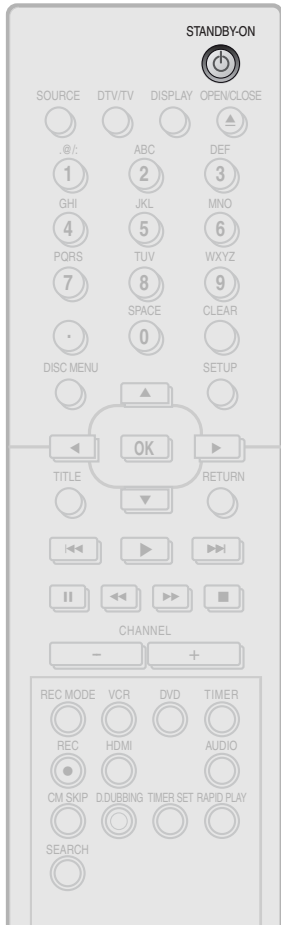 STANDBY-ON
SOURCE DTV/TV DISPLAY OPEN/CLOSE
.@/: ABC DEF
1 2 3
GHI JKL MNO
4 5 6
PQRS TUV WXYZ
7 8 9
SPACE CLEAR
· 0
DISC MENU SETUP
OK
TITLE RETURN
CHANNEL
− +
REC MODE VCR DVD TIMER
REC HDMI AUDIO
CM SKIP D.DUBBING TIMER SET RAPID PLAY
SEARCH